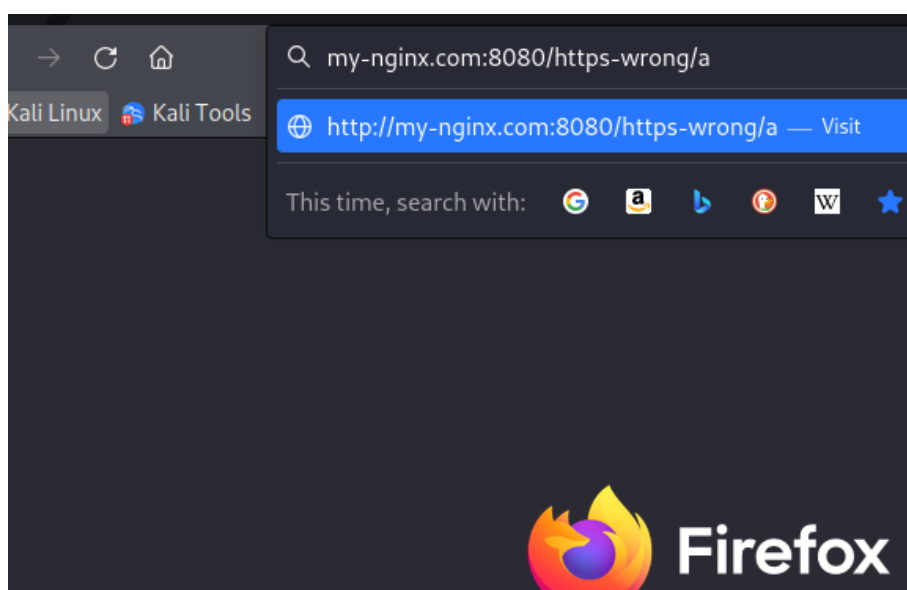 my-nginx.com:8080/https-wrong/a
Kali Linux Kali Tools
http://my-nginx.com:8080/https-wrong/a — Visit
This time, search with: G a W
Firefox